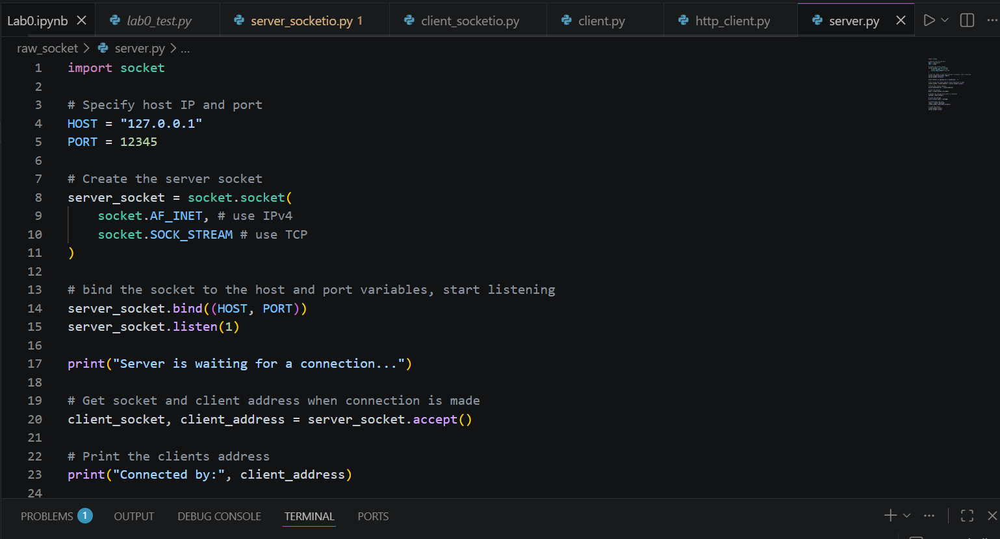 Lab0.ipynb lab0_test.py server_socketio.py 1 client_socketio.py client.py http_client.py server.py
raw_socket > server.py > ...
1 import socket
2
3 # Specify host IP and port
4 HOST = "127.0.0.1"
5 PORT = 12345
6
7 # Create the server socket
8 server_socket = socket.socket(
9     socket.AF_INET, # use IPv4
10     socket.SOCK_STREAM # use TCP
11 )
12
13 # bind the socket to the host and port variables, start listening
14 server_socket.bind((HOST, PORT))
15 server_socket.listen(1)
16
17 print("Server is waiting for a connection...")
18
19 # Get socket and client address when connection is made
20 client_socket, client_address = server_socket.accept()
21
22 # Print the clients address
23 print("Connected by:", client_address)
24
PROBLEMS 1 OUTPUT DEBUG CONSOLE TERMINAL PORTS